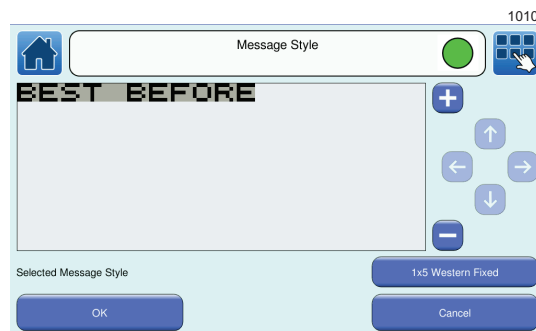 1010
Message Style
BEST BEFORE
Selected Message Style
1x5 Western Fixed
OK
Cancel